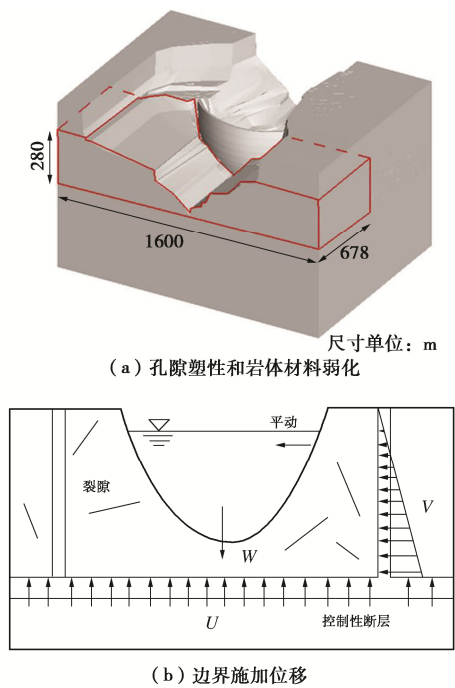 280
1600
678
尺寸单位：m
（a）孔隙塑性和岩体材料弱化
平动
裂隙
V
W
U
控制性断层
（b）边界施加位移